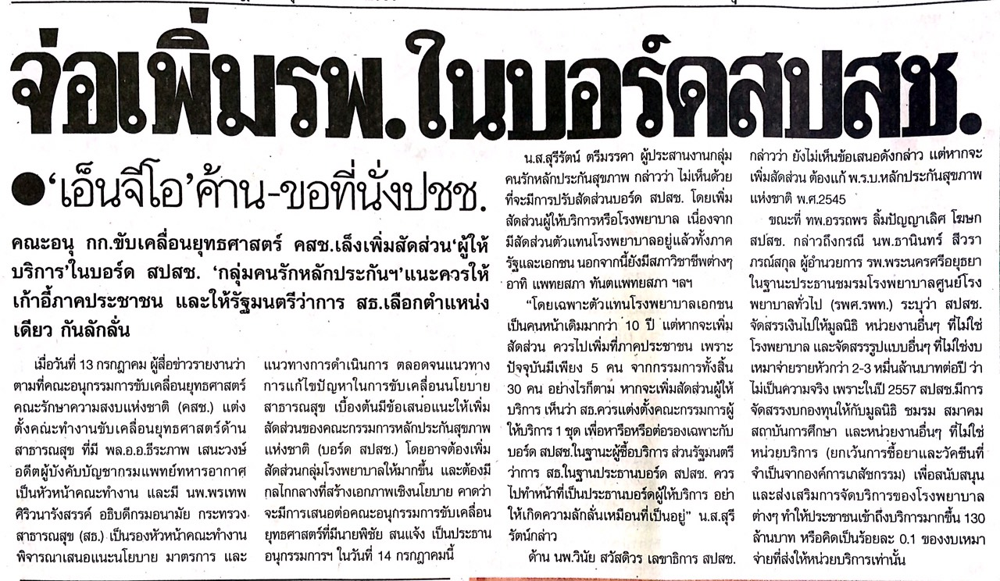 จ่อเพิ่มรพ.ในบอร์ดสปสช.
●‘เอ็นจีโอ’ค้าน-ขอที่นั่งปชช.
คณะอนุ กก.ขับเคลื่อนยุทธศาสตร์ คสช.เล็งเพิ่มสัดส่วน‘ผู้ให้
บริการ’ในบอร์ด สปสช. ‘กลุ่มคนรักหลักประกันฯ’แนะควรให้
เก้าอี้ภาคประชาชน และให้รัฐมนตรีว่าการ สธ.เลือกตำแหน่ง
เดียว กันลักลั่น
เมื่อวันที่ 13 กรกฎาคม ผู้สื่อข่าวรายงานว่า
ตามที่คณะอนุกรรมการขับเคลื่อนยุทธศาสตร์
คณะรักษาความสงบแห่งชาติ (คสช.) แต่ง
ตั้งคณะทำงานขับเคลื่อนยุทธศาสตร์ด้าน
สาธารณสุข ที่มี พล.อ.อ.ธีระภาพ เสนะวงษ์
อดีตผู้บังคับบัญชากรมแพทย์ทหารอากาศ
เป็นหัวหน้าคณะทำงาน และมี นพ.พรเทพ
ศิริวนารังสรรค์ อธิบดีกรมอนามัย กระทรวง
สาธารณสุข (สธ.) เป็นรองหัวหน้าคณะทำงาน
พิจารณาเสนอแนะนโยบาย มาตรการ และ
แนวทางการดำเนินการ ตลอดจนแนวทาง
การแก้ไขปัญหาในการขับเคลื่อนนโยบาย
สาธารณสุข เบื้องต้นมีข้อเสนอแนะให้เพิ่ม
สัดส่วนของคณะกรรมการหลักประกันสุขภาพ
แห่งชาติ (บอร์ด สปสช.) โดยอาจต้องเพิ่ม
สัดส่วนกลุ่มโรงพยาบาลให้มากขึ้น และต้องมี
กลไกกลางที่สร้างเอกภาพเชิงนโยบาย คาดว่า
จะมีการเสนอต่อคณะอนุกรรมการขับเคลื่อน
ยุทธศาสตร์ที่มีนายพิชัย สนแจ้ง เป็นประธาน
อนุกรรมการฯ ในวันที่ 14 กรกฎาคมนี้
น.ส.สุรีรัตน์ ตรีมรรคา ผู้ประสานงานกลุ่ม
คนรักหลักประกันสุขภาพ กล่าวว่า ไม่เห็นด้วย
ที่จะมีการปรับสัดส่วนบอร์ด สปสช. โดยเพิ่ม
สัดส่วนผู้ให้บริการหรือโรงพยาบาล เนื่องจาก
มีสัดส่วนตัวแทนโรงพยาบาลอยู่แล้วทั้งภาค
รัฐและเอกชน นอกจากนี้ยังมีสภาวิชาชีพต่างๆ
อาทิ แพทยสภา ทันตแพทยสภา ฯลฯ
“โดยเฉพาะตัวแทนโรงพยาบาลเอกชน
เป็นคนหน้าเดิมมากว่า 10 ปี แต่หากจะเพิ่ม
สัดส่วน ควรไปเพิ่มที่ภาคประชาชน เพราะ
ปัจจุบันมีเพียง 5 คน จากกรรมการทั้งสิ้น
30 คน อย่างไรก็ตาม หากจะเพิ่มสัดส่วนผู้ให้
บริการ เห็นว่า สธ.ควรแต่งตั้งคณะกรรมการผู้
ให้บริการ 1 ชุด เพื่อหารือหรือต่อรองเฉพาะกับ
บอร์ด สปสช.ในฐานะผู้ซื้อบริการ ส่วนรัฐมนตรี
ว่าการ สธ.ในฐานประธานบอร์ด สปสช. ควร
ไปทำหน้าที่เป็นประธานบอร์ดผู้ให้บริการ อย่า
ให้เกิดความลักลั่นเหมือนที่เป็นอยู่” น.ส.สุรี
รัตน์กล่าว
ด้าน นพ.วินัย สวัสดิวร เลขาธิการ สปสช.
กล่าวว่า ยังไม่เห็นข้อเสนอดังกล่าว แต่หากจะ
เพิ่มสัดส่วน ต้องแก้ พ.ร.บ.หลักประกันสุขภาพ
แห่งชาติ พ.ศ.2545
ขณะที่ ทพ.อรรถพร ลิ้มปัญญาเลิศ โฆษก
สปสช. กล่าวถึงกรณี นพ.ธานินทร์ สีวรา
ภรณ์สกุล ผู้อำนวยการ รพ.พระนครศรีอยุธยา
ในฐานะประธานชมรมโรงพยาบาลศูนย์โรง
พยาบาลทั่วไป (รพศ.รพท.) ระบุว่า สปสช.
จัดสรรเงินไปให้มูลนิธิ หน่วยงานอื่นๆ ที่ไม่ใช่
โรงพยาบาล และจัดสรรรูปแบบอื่นๆ ที่ไม่ใช่งบ
เหมาจ่ายรายหัวกว่า 2-3 หมื่นล้านบาทต่อปี ว่า
ไม่เป็นความจริง เพราะในปี 2557 สปสช.มีการ
จัดสรรงบกองทุนให้กับมูลนิธิ ชมรม สมาคม
สถาบันการศึกษา และหน่วยงานอื่นๆ ที่ไม่ใช่
หน่วยบริการ (ยกเว้นการซื้อยาและวัคซีนที่
จำเป็นจากองค์การเภสัชกรรม) เพื่อสนับสนุน
และส่งเสริมการจัดบริการของโรงพยาบาล
ต่างๆ ทำให้ประชาชนเข้าถึงบริการมากขึ้น 130
ล้านบาท หรือคิดเป็นร้อยละ 0.1 ของงบเหมา
จ่ายที่ส่งให้หน่วยบริการเท่านั้น